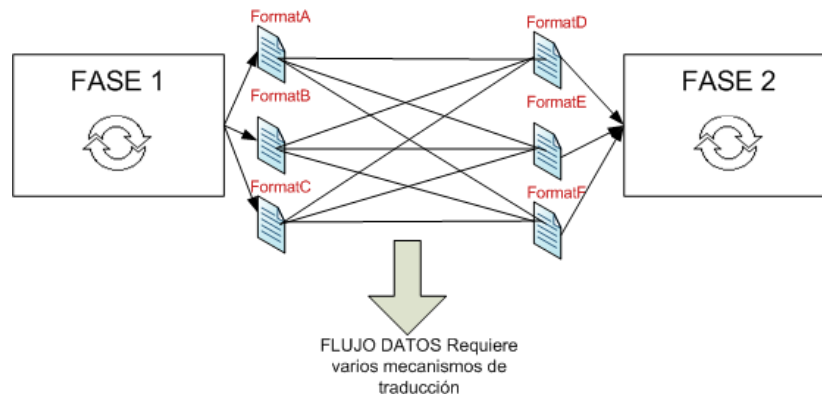 FormatA
FormatD
FASE 1
FASE 2
FormatB
FormatE
FormatC
FormatF
FLUJO DATOS Requiere
varios mecanismos de
traducción